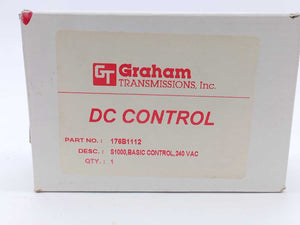 GT Graham
TRANSMISSIONS, Inc.
DC CONTROL
PART NO. : 176B1112
DESC. : S1000,BASIC CONTROL,240 VAC
QTY. : 1